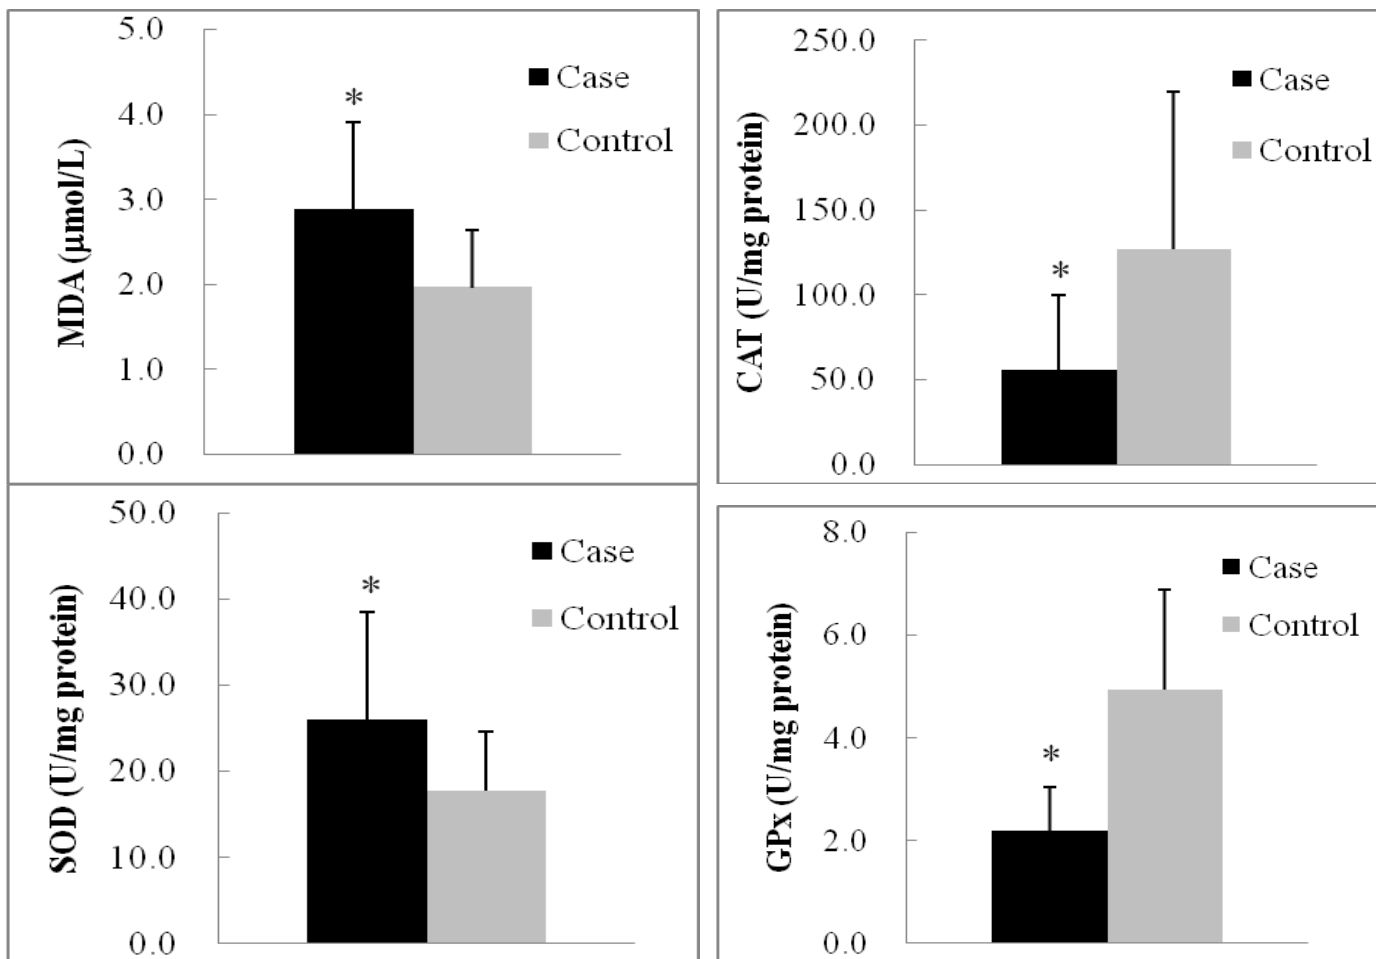 5.0
4.0
3.0
2.0
1.0
0.0
MDA (µmol/L)
*
Case
Control
250.0
200.0
150.0
100.0
50.0
0.0
CAT (U/mg protein)
*
Case
Control
50.0
40.0
30.0
20.0
10.0
0.0
SOD (U/mg protein)
*
Case
Control
8.0
6.0
4.0
2.0
0.0
GPx (U/mg protein)
*
Case
Control